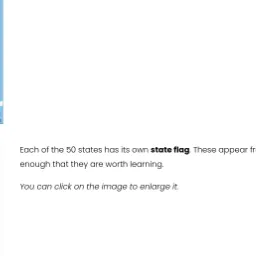 Each of the 50 states has its own state flag. These appear
enough that they are worth learning.
You can click on the image to enlarge it.